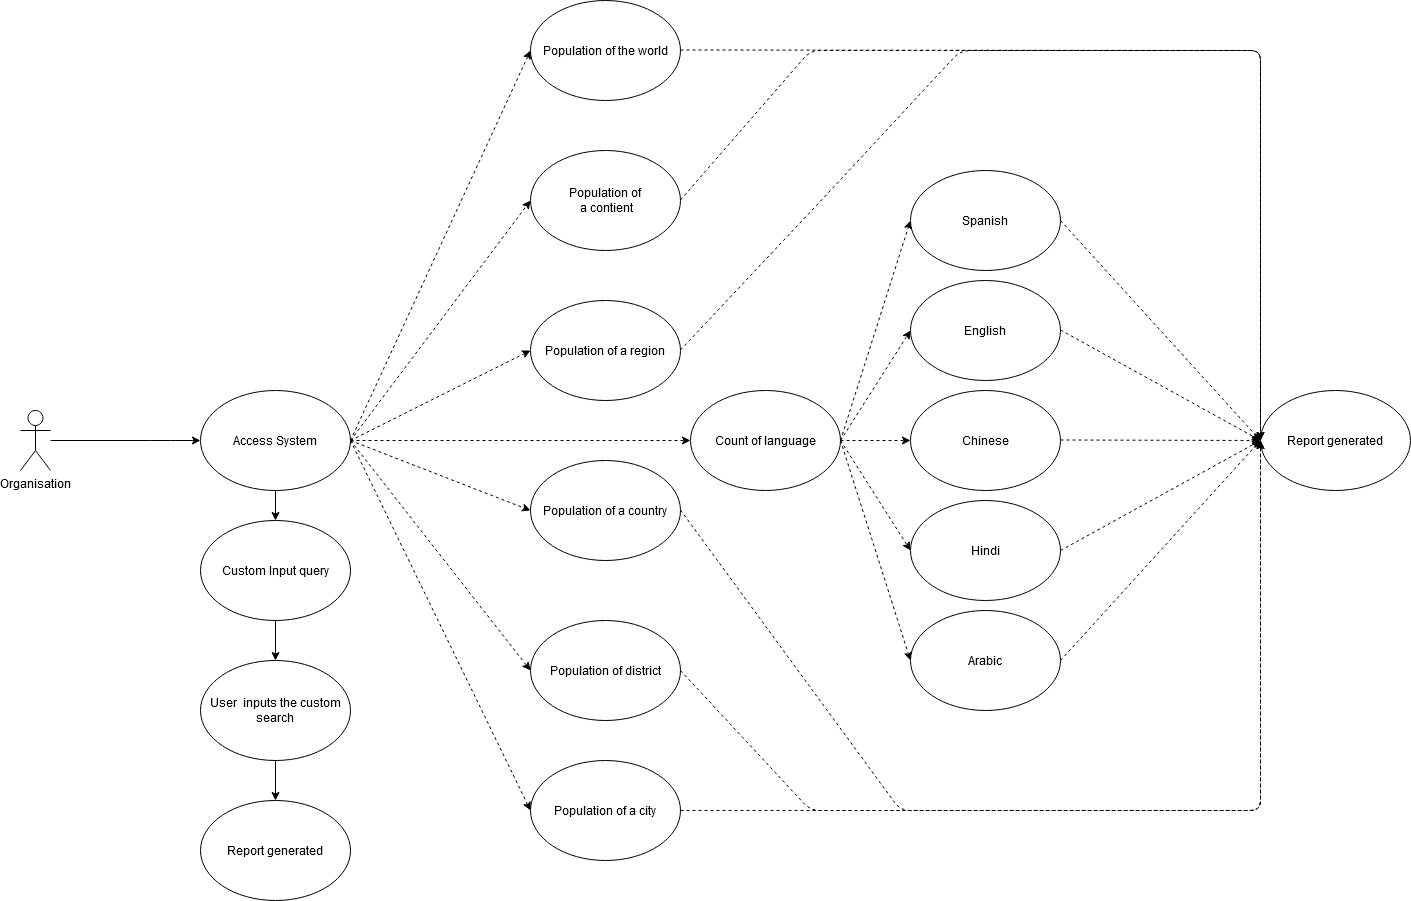 Population of the world
Population of
a contient
Spanish
English
Population of a region
Access System
Count of language
Chinese
Report generated
Organisation
Population of a country
Hindi
Custom Input query
Arabic
Population of district
User  inputs the custom
search
Population of a city
Report generated